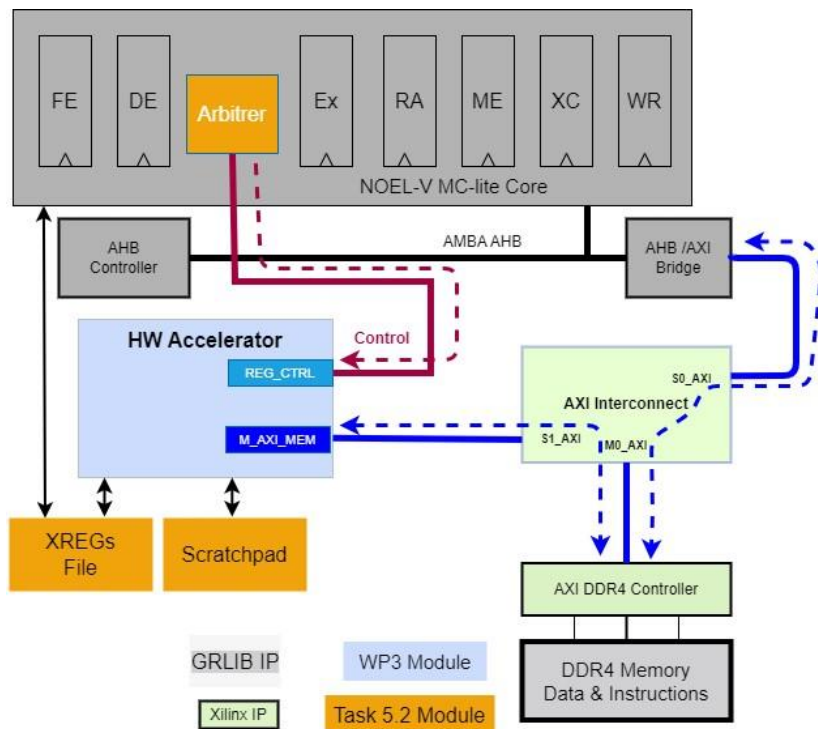 FE
DE
Arbitrer
Ex
RA
ME
XC
WR
NOEL-V MC-lite Core
AHB
Controller
AMBA AHB
AHB /AXI
Bridge
HW Accelerator
Control
REG_CTRL
M_AXI_MEM
S0_AXI
AXI Interconnect
S1_AXI
M0_AXI
XREGs
File
Scratchpad
AXI DDR4 Controller
GRLIB IP
WP3 Module
DDR4 Memory
Data & Instructions
Xilinx IP
Task 5.2 Module